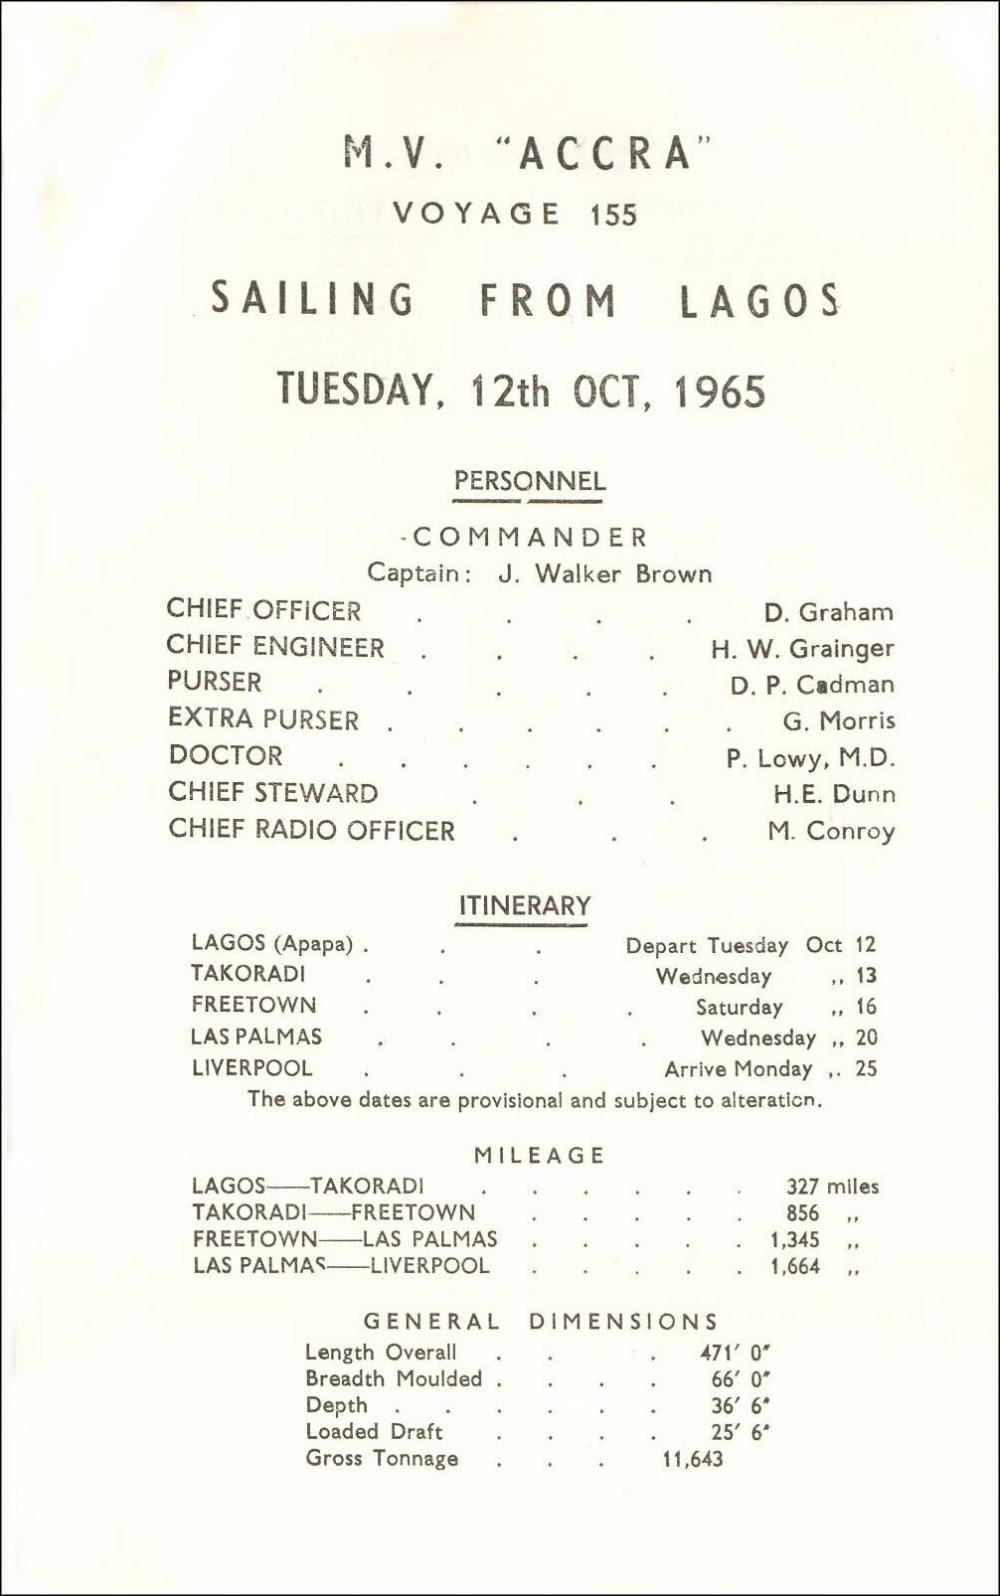 M.V. "ACCRA"
VOYAGE 155
SAILING FROM LAGOS
TUESDAY, 12th OCT, 1965
PERSONNEL
-COMMANDER
Captain: J. Walker Brown
CHIEF OFFICER . . . . D. Graham
CHIEF ENGINEER . . . . H. W. Grainger
PURSER . . . . . D. P. Cadman
EXTRA PURSER . . . . . . G. Morris
DOCTOR . . . . . . P. Lowy, M.D.
CHIEF STEWARD . . . H.E. Dunn
CHIEF RADIO OFFICER . . . M. Conroy
ITINERARY
LAGOS (Apapa) . . . Depart Tuesday Oct 12
TAKORADI . . . Wednesday ,, 13
FREETOWN . . . . Saturday ,, 16
LAS PALMAS . . . . Wednesday ,, 20
LIVERPOOL . . . Arrive Monday ,. 25
The above dates are provisional and subject to alteration.
MILEAGE
LAGOS——TAKORADI . . . . . . 327 miles
TAKORADI——FREETOWN . . . . . 856 ,,
FREETOWN——LAS PALMAS . . . . . 1,345 ,,
LAS PALMAS——LIVERPOOL . . . . . 1,664 ,,
GENERAL DIMENSIONS
Length Overall . . . 471′ 0″
Breadth Moulded . . . . 66′ 0″
Depth . . . . . . 36′ 6″
Loaded Draft . . . . 25′ 6″
Gross Tonnage . . . 11,643